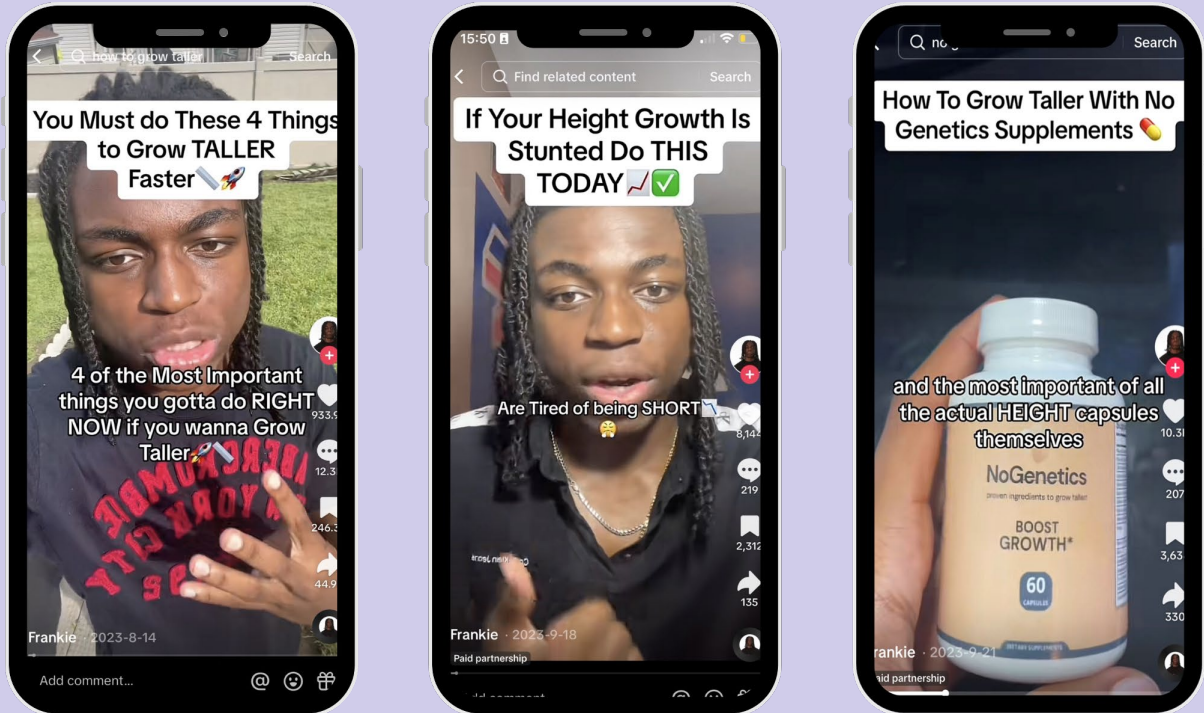 how to grow taller
Search
You Must do These 4 Things
to Grow TALLER
Faster
4 of the Most Important
things you gotta do RIGHT
NOW if you wanna Grow
Taller
933.9
12.3
246.3
44.9
Frankie · 2023-8-14
Add comment...
15:50
Find related content
Search
If Your Height Growth Is
Stunted Do THIS
TODAY
Are Tired of being SHORT
8,144
219
2,312
135
Frankie · 2023-9-18
Paid partnership
Search
How To Grow Taller With No
Genetics Supplements
and the most important of all
the actual HEIGHT capsules
themselves
NoGenetics
proven ingredients to grow taller
BOOST
GROWTH*
60
CAPSULES
DIETARY SUPPLEMENTS
10.3
207
3,63
330
rankie · 2023-9-21
aid partnership